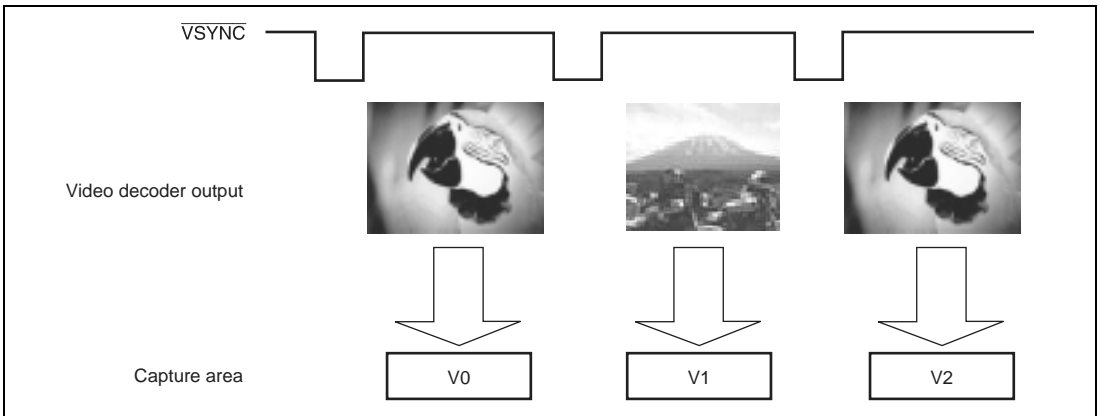 VSYNC
Video decoder output
Capture area
V0
V1
V2